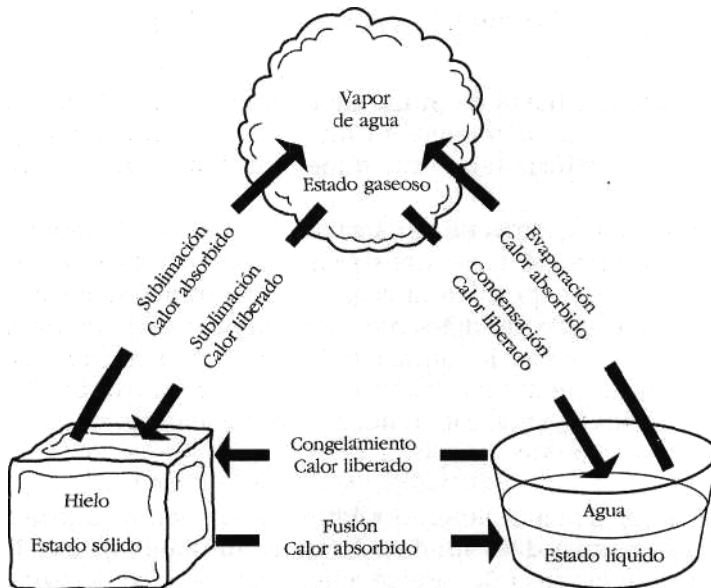 Vapor
de agua
Estado gaseoso
Sublimación
Calor absorbido
Sublimación
Calor liberado
Condensación
Calor liberado
Evaporación
Calor absorbido
Congelamiento
Calor liberado
Hielo
Estado sólido
Fusión
Calor absorbido
Agua
Estado líquido